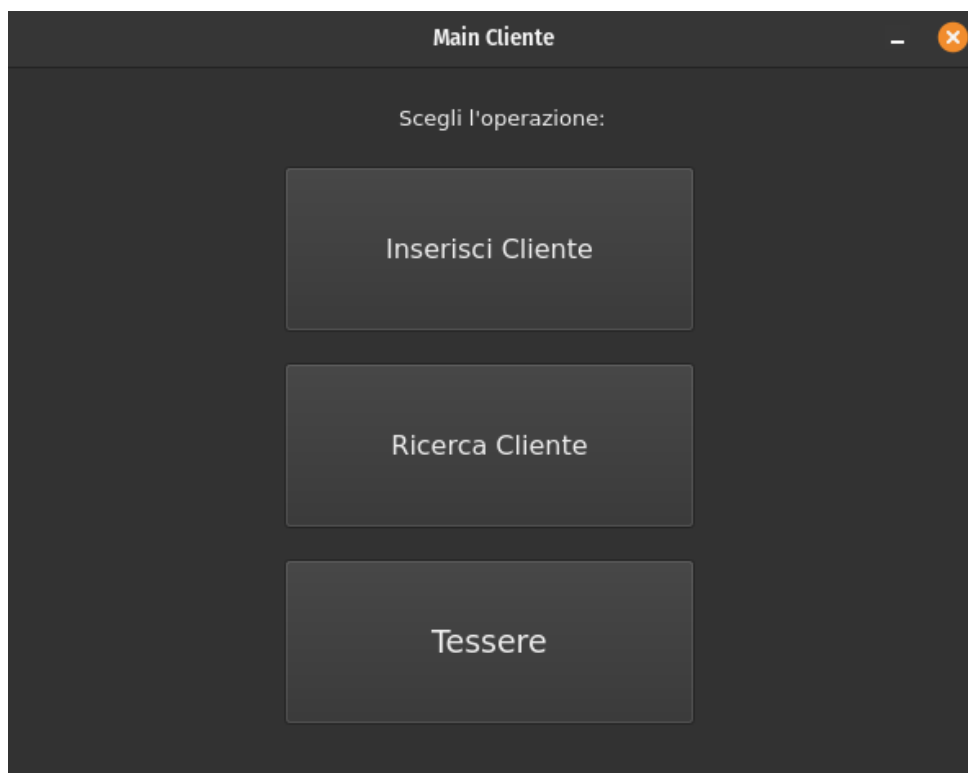 Main Cliente
Scegli l'operazione:
Inserisci Cliente
Ricerca Cliente
Tessere